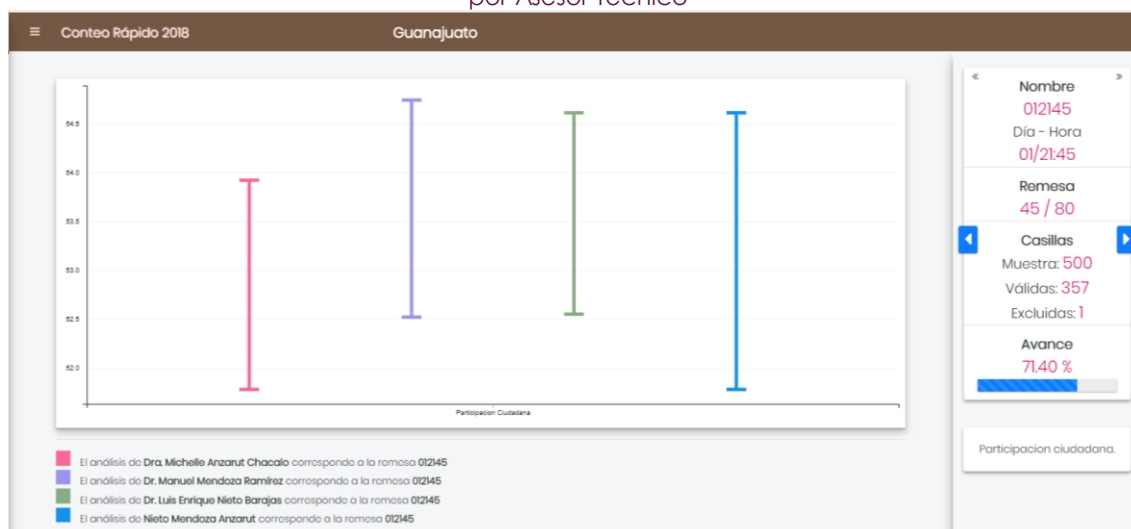 por Asesor Técnico
≡ Conteo Rápido 2018 Guanajuato
54.5
54.0
53.5
53.0
52.5
52.0
Participacion Ciudadana
El análisis de Dra. Michelle Anzarut Chacalo corresponde a la remesa 012145
El análisis de Dr. Manuel Mendoza Ramírez corresponde a la remesa 012145
El análisis de Dr. Luis Enrique Nieto Barajas corresponde a la remesa 012145
El análisis de Nieto Mendoza Anzarut corresponde a la remesa 012145
« »
Nombre
012145
Día - Hora
01/21:45
Remesa
45 / 80
Casillas
Muestra: 500
Válidas: 357
Excluidas: 1
Avance
71.40 %
Participacion ciudadana.